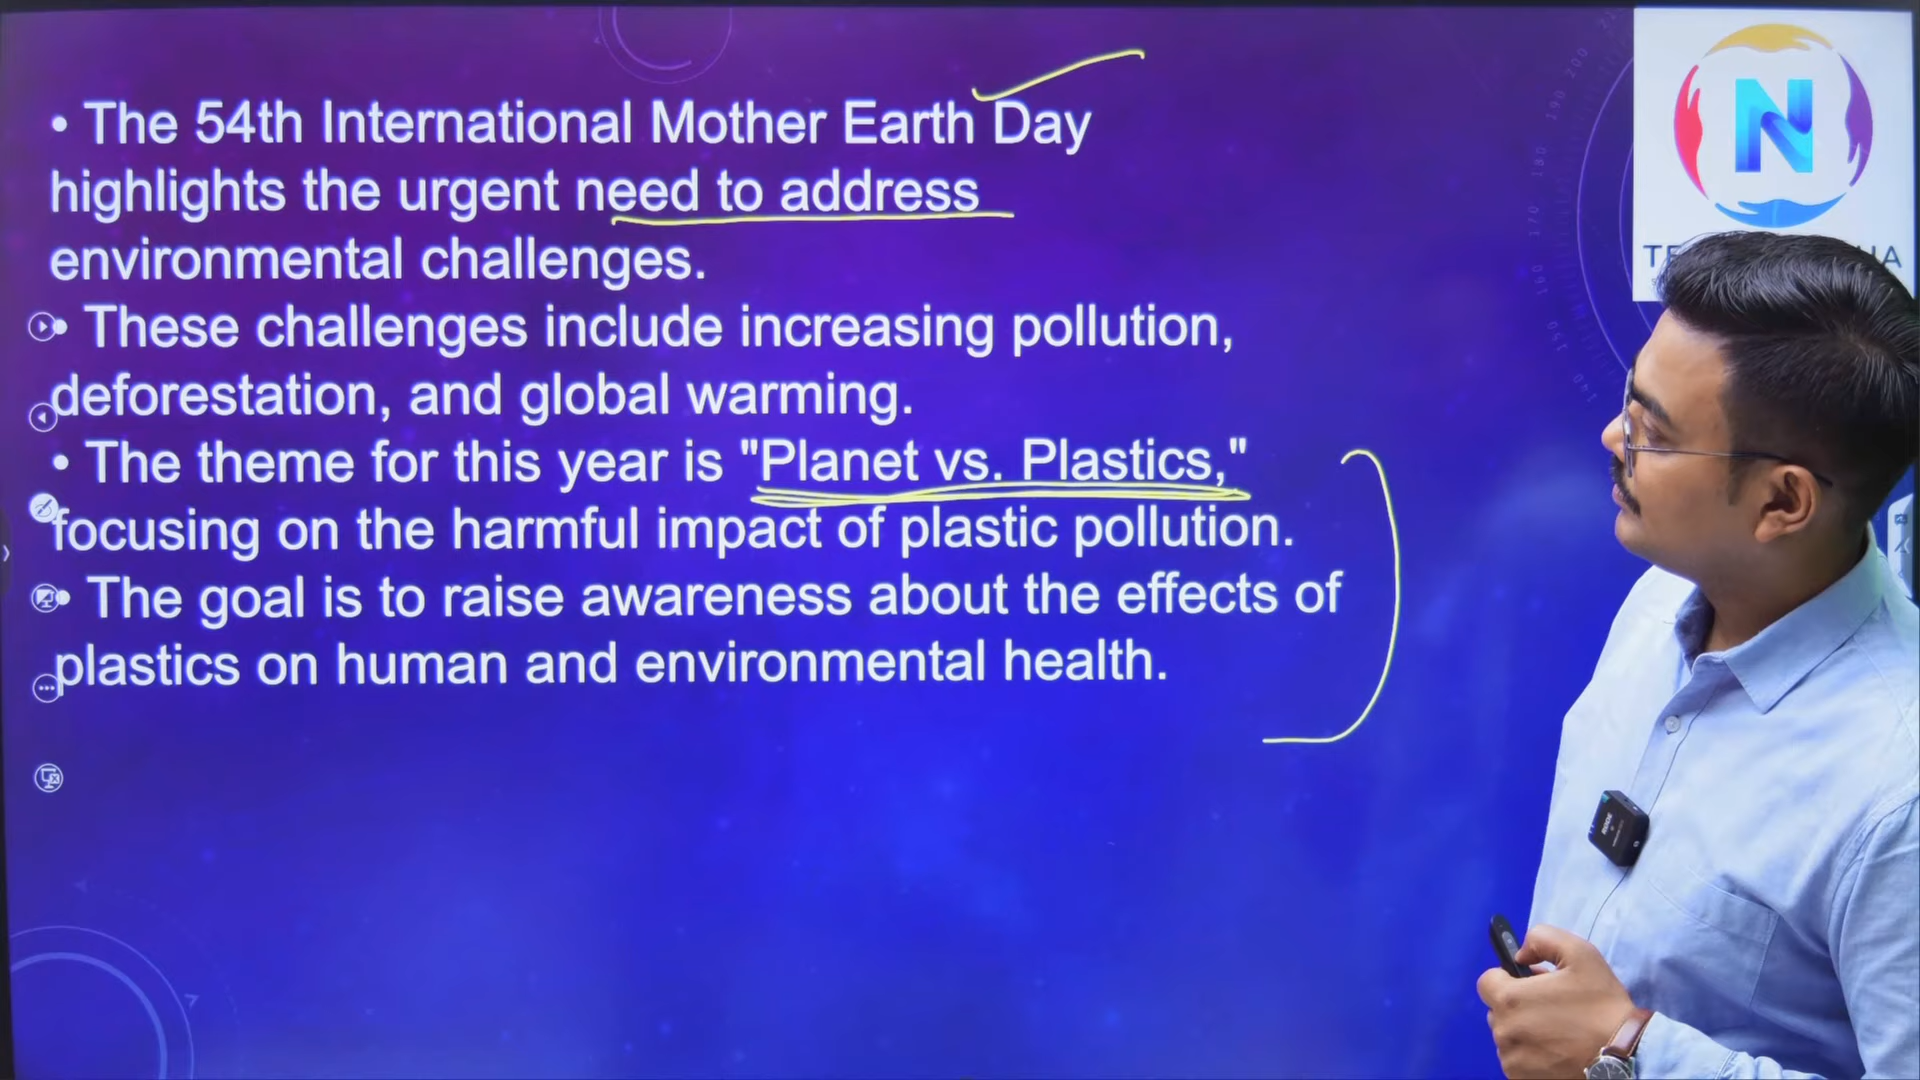 • The 54th International Mother Earth Day
highlights the urgent need to address
environmental challenges.
• These challenges include increasing pollution,
deforestation, and global warming.
• The theme for this year is "Planet vs. Plastics,"
focusing on the harmful impact of plastic pollution.
• The goal is to raise awareness about the effects of
plastics on human and environmental health.
N
RODE